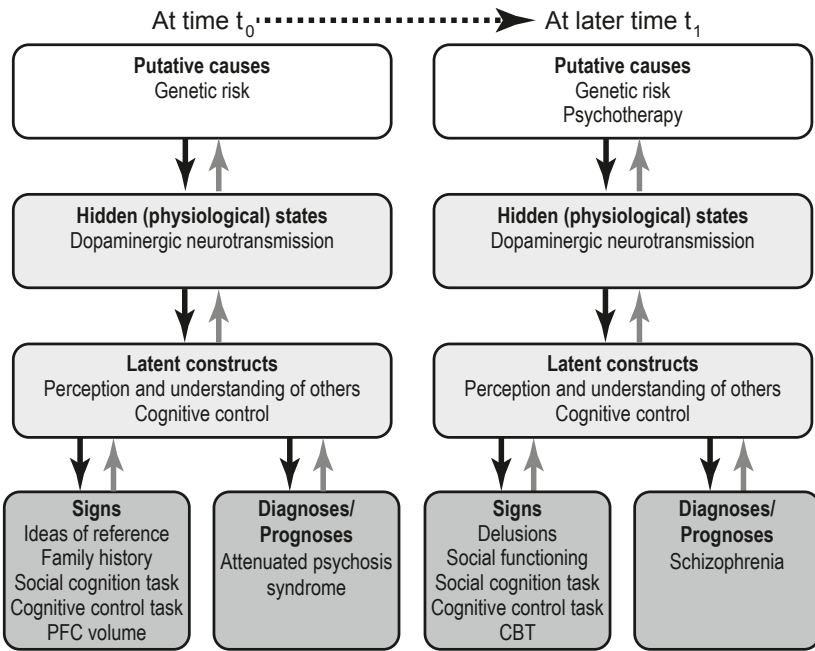 At time t₀
At later time t₁
Putative causes
Genetic risk
Putative causes
Genetic risk
Psychotherapy
Hidden (physiological) states
Dopaminergic neurotransmission
Hidden (physiological) states
Dopaminergic neurotransmission
Latent constructs
Perception and understanding of others
Cognitive control
Latent constructs
Perception and understanding of others
Cognitive control
Signs
Ideas of reference
Family history
Social cognition task
Cognitive control task
PFC volume
Diagnoses/
Prognoses
Attenuated psychosis
syndrome
Signs
Delusions
Social functioning
Social cognition task
Cognitive control task
CBT
Diagnoses/
Prognoses
Schizophrenia